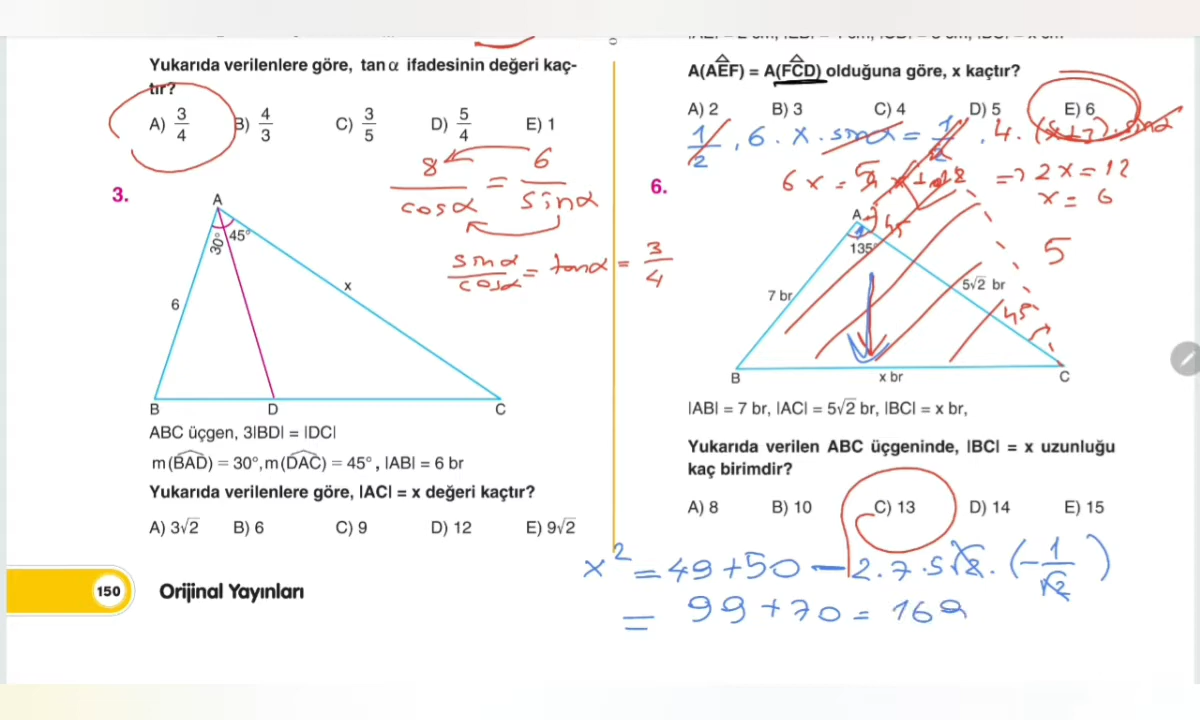 Yukarıda verilenlere göre, tan α ifadesinin değeri kaç-
tır?
A) 3/4 B) 4/3 C) 3/5 D) 5/4 E) 1
8/cosα = 6/sinα
sinα/cosα = tanα = 3/4
3.
A
30° 45°
6
x
B D C
ABC üçgen, 3|BD| = |DC|
m(BAD) = 30°, m(DAC) = 45°, |AB| = 6 br
Yukarıda verilenlere göre, |AC| = x değeri kaçtır?
A) 3√2 B) 6 C) 9 D) 12 E) 9√2
150 Orijinal Yayınları
A(AEF) = A(FCD) olduğuna göre, x kaçtır?
A) 2 B) 3 C) 4 D) 5 E) 6
1/2 . 6 . x . sinα = 1/2 . 4 . (x+3) . sinα
6x =
=> 2x = 12
x = 6
6.
A
45
135°
5
7 br
5√2 br
45
B x br C
|AB| = 7 br, |AC| = 5√2 br, |BC| = x br,
Yukarıda verilen ABC üçgeninde, |BC| = x uzunluğu
kaç birimdir?
A) 8 B) 10 C) 13 D) 14 E) 15
x² = 49 + 50 - 2.7.5√2.(-1/√2)
= 99 + 70 = 169